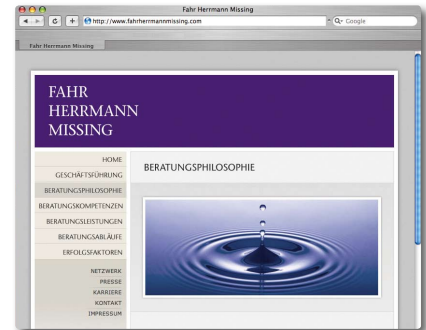 Fahr Herrmann Missing
http://www.fahrherrmannmissing.com
Google
Fahr Herrmann Missing
FAHR
HERRMANN
MISSING
HOME
GESCHÄFTSFÜHRUNG
BERATUNGSPHILOSOPHIE
BERATUNGSKOMPETENZEN
BERATUNGSLEISTUNGEN
BERATUNGSABLÄUFE
ERFOLGSFAKTOREN
NETZWERK
PRESSE
KARRIERE
KONTAKT
IMPRESSUM
BERATUNGSPHILOSOPHIE